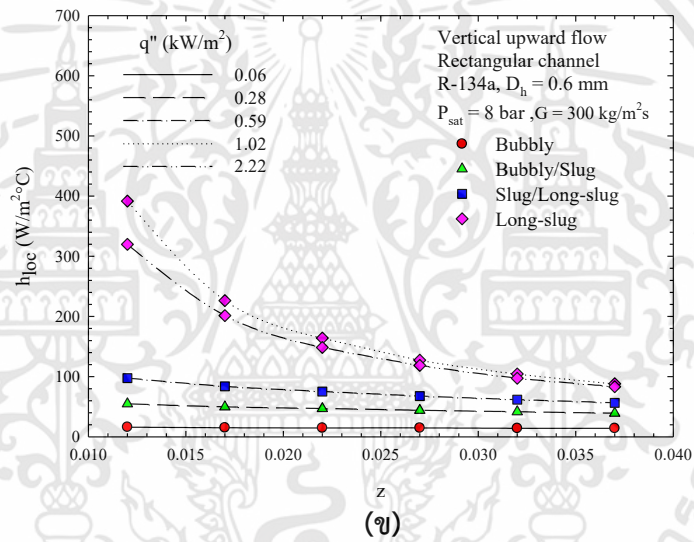 700
600
500
400
300
200
100
0
h_loc (W/m²°C)
q" (kW/m²)
0.06
0.28
0.59
1.02
2.22
Vertical upward flow
Rectangular channel
R-134a, D_h = 0.6 mm
P_sat = 8 bar ,G = 300 kg/m²s
Bubbly
Bubbly/Slug
Slug/Long-slug
Long-slug
0.010 0.015 0.020 0.025 0.030 0.035 0.040
z
(ข)